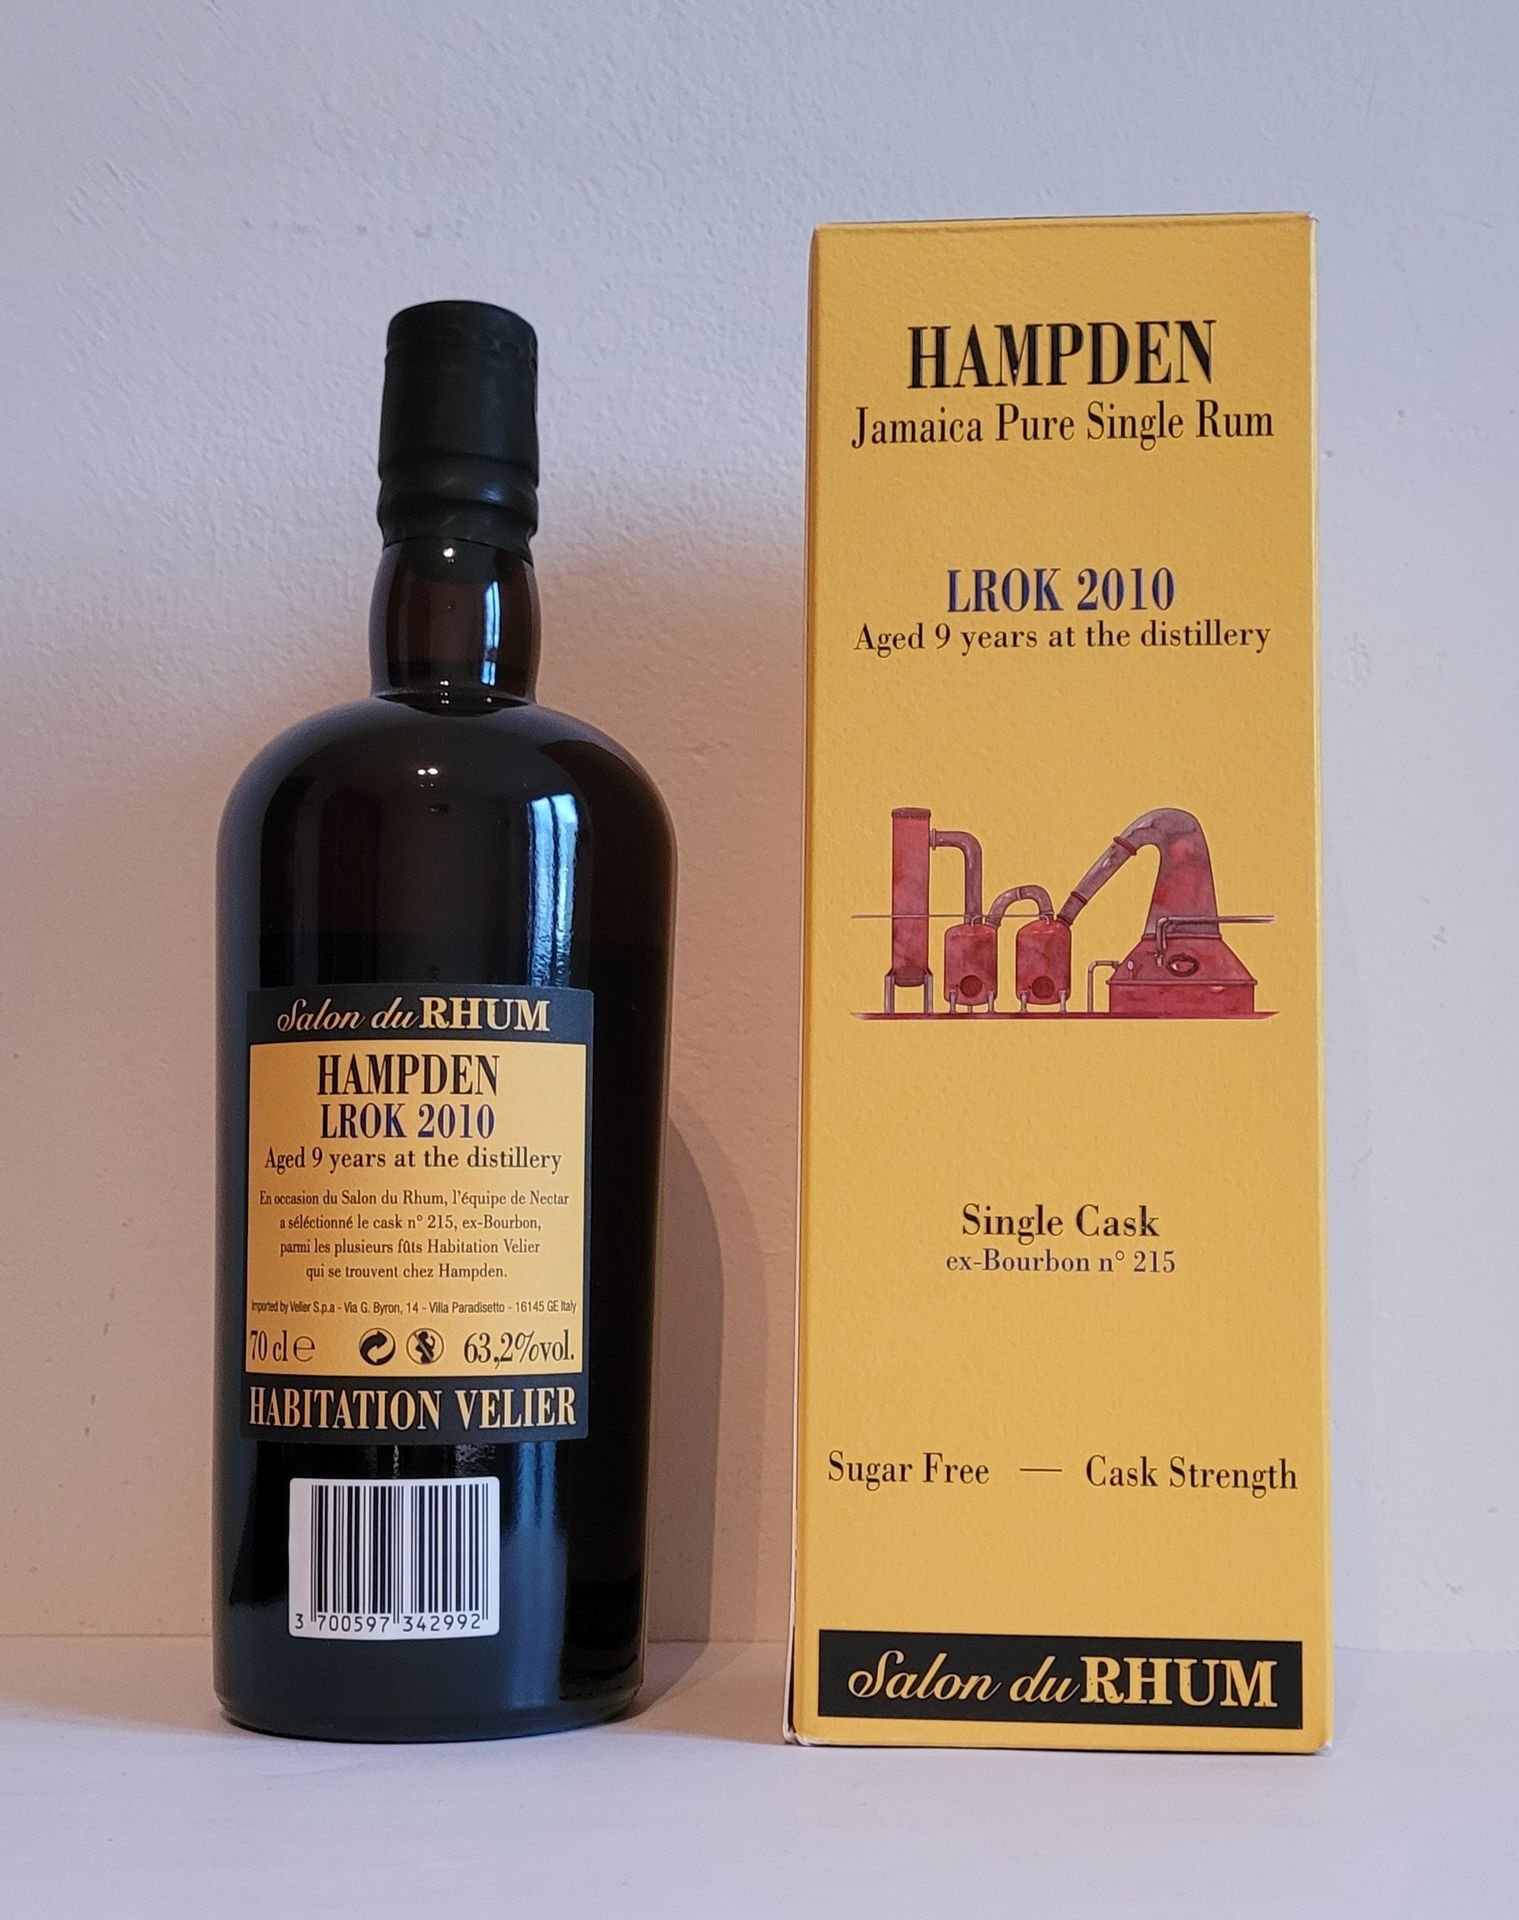 Salon du RHUM
HAMPDEN
LROK 2010
Aged 9 years at the distillery
En occasion du Salon du Rhum, l'équipe de Nectar
a séléctionné le cask n° 215, ex-Bourbon,
parmi les plusieurs fûts Habitation Velier
qui se trouvent chez Hampden.
Imported by Velier S.p.a - Via G. Byron, 14 - Villa Paradisetto - 16145 GE Italy
70 cl ℮ 63,2%vol.
HABITATION VELIER
3 700597 342992
HAMPDEN
Jamaica Pure Single Rum
LROK 2010
Aged 9 years at the distillery
Single Cask
ex-Bourbon n° 215
Sugar Free — Cask Strength
Salon du RHUM